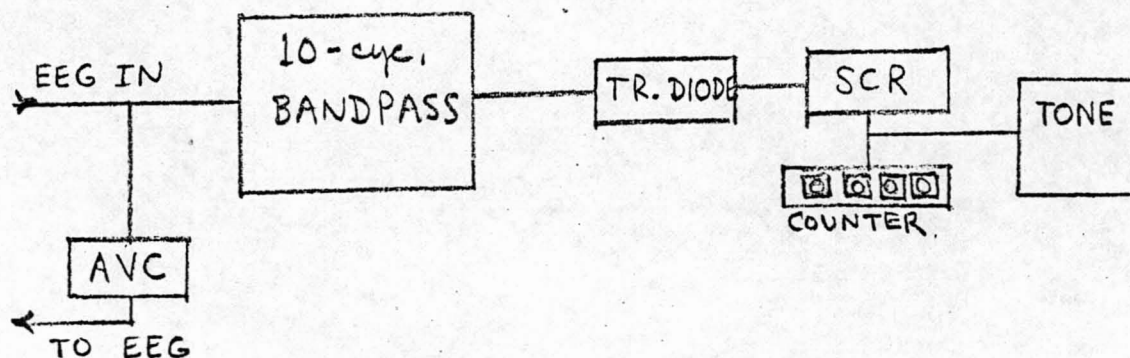 EEG IN
10-cyc.
BANDPASS
TR. DIODE
SCR
TONE
COUNTER.
AVC
TO EEG